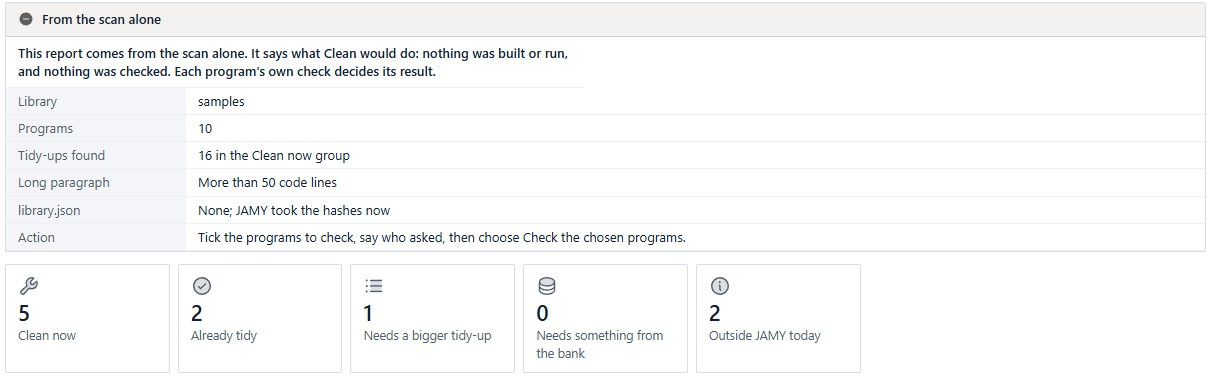 From the scan alone
This report comes from the scan alone. It says what Clean would do: nothing was built or run,
and nothing was checked. Each program's own check decides its result.
Library samples
Programs 10
Tidy-ups found 16 in the Clean now group
Long paragraph More than 50 code lines
library.json None; JAMY took the hashes now
Action Tick the programs to check, say who asked, then choose Check the chosen programs.
5
Clean now
2
Already tidy
1
Needs a bigger tidy-up
0
Needs something from
the bank
2
Outside JAMY today